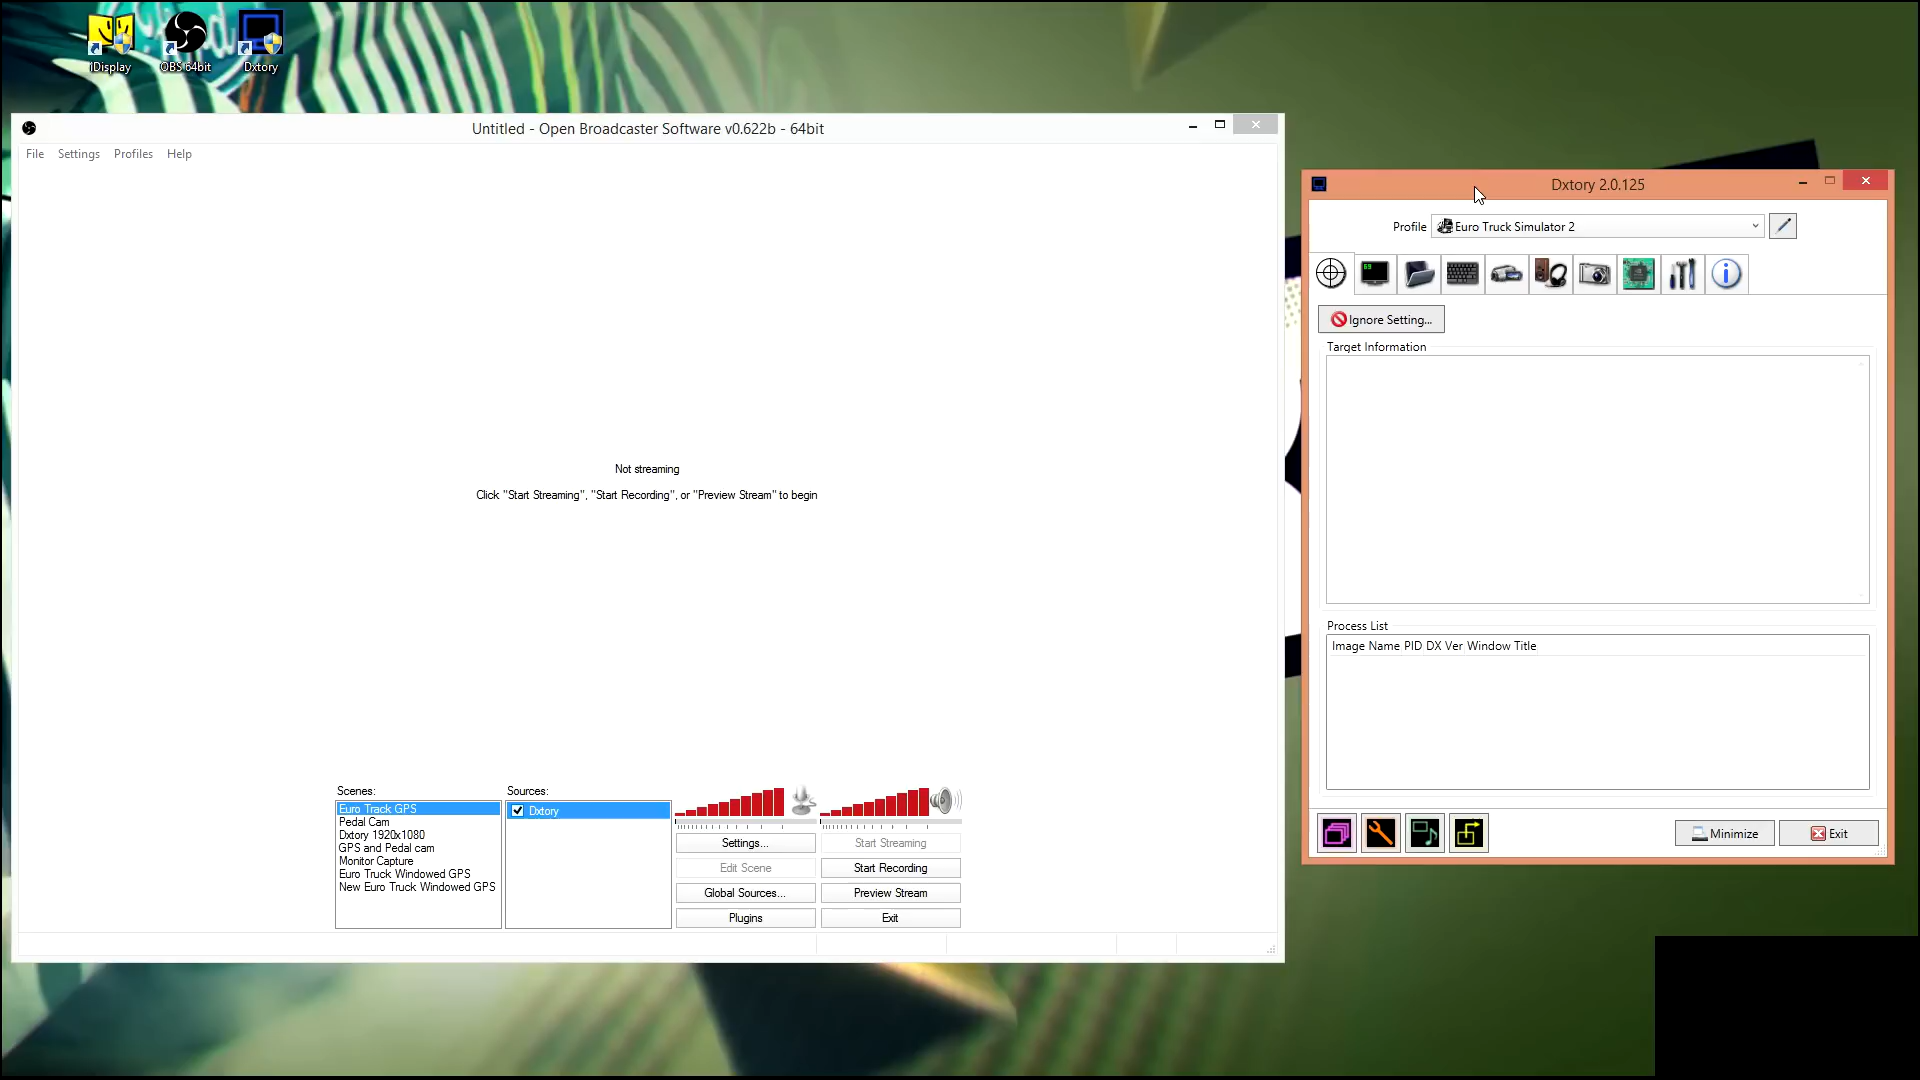 iDisplay
OBS 64bit
Dxtory
Untitled - Open Broadcaster Software v0.622b - 64bit
File Settings Profiles Help
Not streaming
Click "Start Streaming", "Start Recording", or "Preview Stream" to begin
Scenes:
Euro Track GPS
Pedal Cam
Dxtory 1920x1080
GPS and Pedal cam
Monitor Capture
Euro Truck Windowed GPS
New Euro Truck Windowed GPS
Sources:
Dxtory
Settings...
Start Streaming
Edit Scene
Start Recording
Global Sources...
Preview Stream
Plugins
Exit
Dxtory 2.0.125
Profile Euro Truck Simulator 2
69
Ignore Setting...
Target Information
Process List
Image Name PID DX Ver Window Title
Minimize
Exit